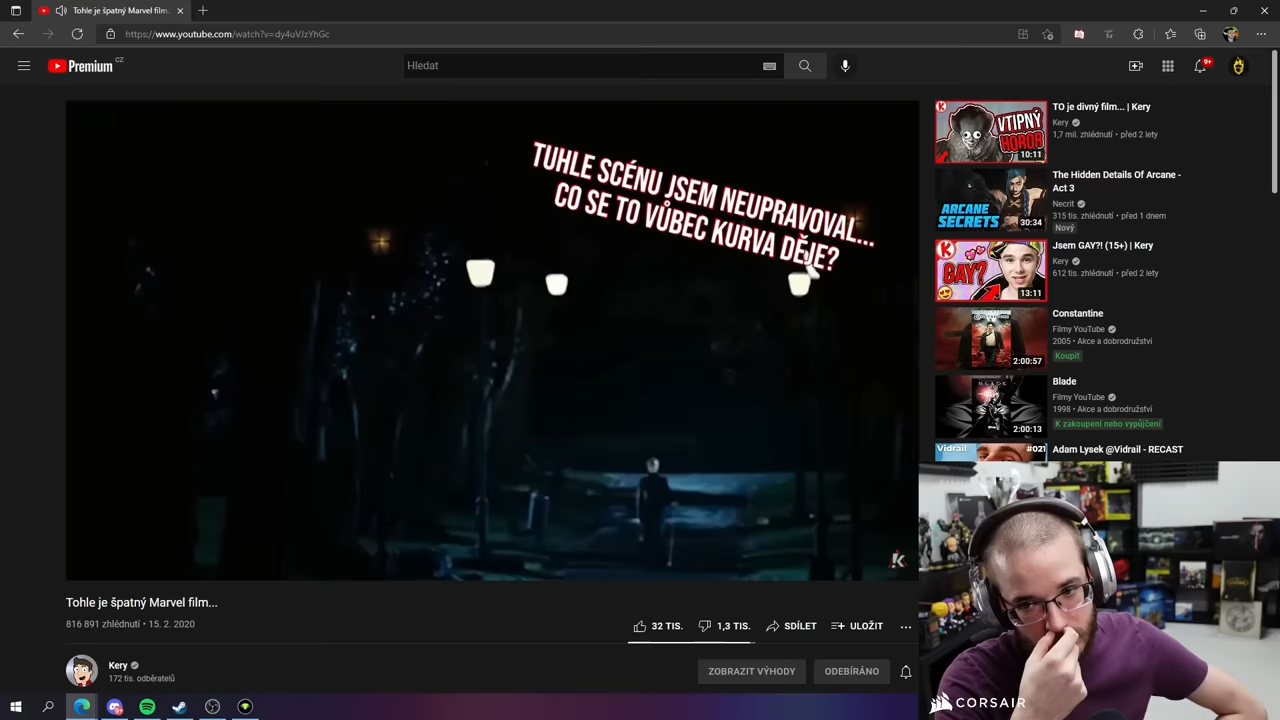 Tohle je špatný Marvel film...
https://www.youtube.com/watch?v=dy4uVJzYhGc
Premium CZ
Hledat
9+
TUHLE SCÉNU JSEM NEUPRAVOVAL...
CO SE TO VŮBEC KURVA DĚJE?
K
Tohle je špatný Marvel film...
816 891 zhlédnutí • 15. 2. 2020
32 TIS.
1,3 TIS.
SDÍLET
ULOŽIT
Kery
172 tis. odběratelů
ZOBRAZIT VÝHODY
ODEBÍRÁNO
K
VTIPNÝ
HOROR
10:11
TO je divný film... | Kery
Kery
1,7 mil. zhlédnutí • před 2 lety
ARCANE
SECRETS
30:34
The Hidden Details Of Arcane -
Act 3
Necrit
315 tis. zhlédnutí • před 1 dnem
Nový
K
GAY?
13:11
Jsem GAY?! (15+) | Kery
Kery
612 tis. zhlédnutí • před 2 lety
2:00:57
Constantine
Filmy YouTube
2005 • Akce a dobrodružství
Koupit
BLADE
2:00:13
Blade
Filmy YouTube
1998 • Akce a dobrodružství
K zakoupení nebo vypůjčení
Vidrail
#021
Adam Lysek @Vidrail - RECAST
CORSAIR